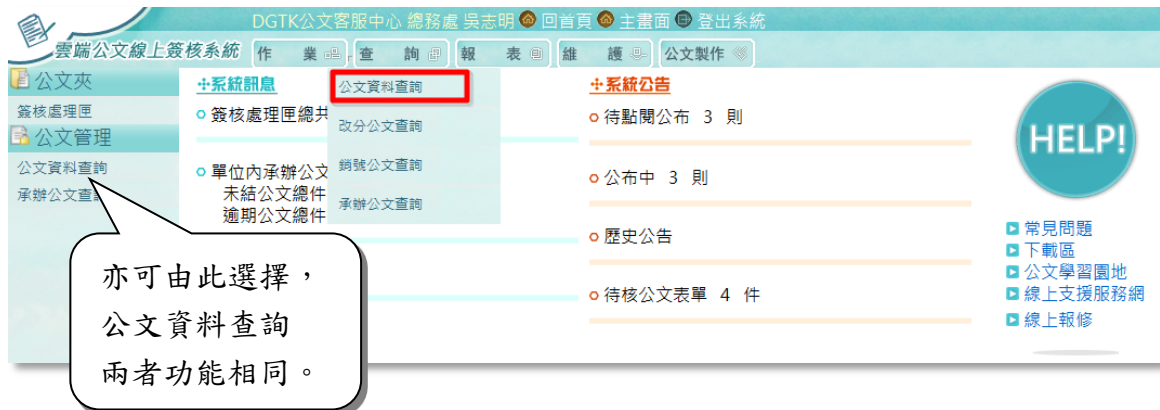 DGTK公文客服中心 總務處 吳志明 回首頁 主畫面 登出系統
雲端公文線上簽核系統
作 業 查 詢 報 表 維 護 公文製作
公文夾
簽核處理匣
公文管理
公文資料查詢
承辦公文查
系統訊息
簽核處理匣總共
單位內承辦公文
未結公文總件
逾期公文總件
公文資料查詢
改分公文查詢
銷號公文查詢
承辦公文查詢
系統公告
待點閱公布 3 則
公布中 3 則
歷史公告
待核公文表單 4 件
HELP!
常見問題
下載區
公文學習園地
線上支援服務網
線上報修
亦可由此選擇，
公文資料查詢
兩者功能相同。